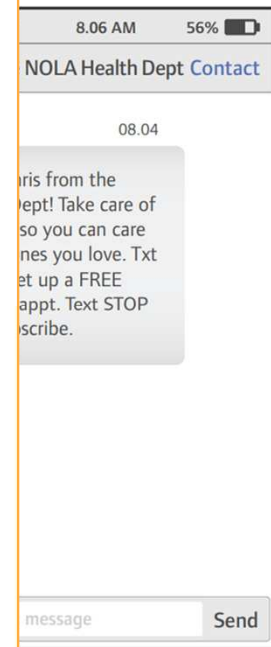 8.06 AM 56%
NOLA Health Dept Contact
08.04
ris from the
ept! Take care of
so you can care
nes you love. Txt
et up a FREE
appt. Text STOP
scribe.
message Send